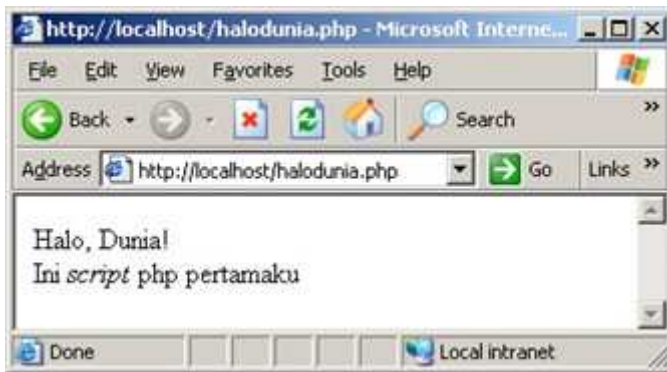 http://localhost/halodunia.php - Microsoft Interne...
File Edit View Favorites Tools Help
Back Search »
Address http://localhost/halodunia.php Go Links »
Halo, Dunia!
Ini script php pertamaku
Done Local intranet